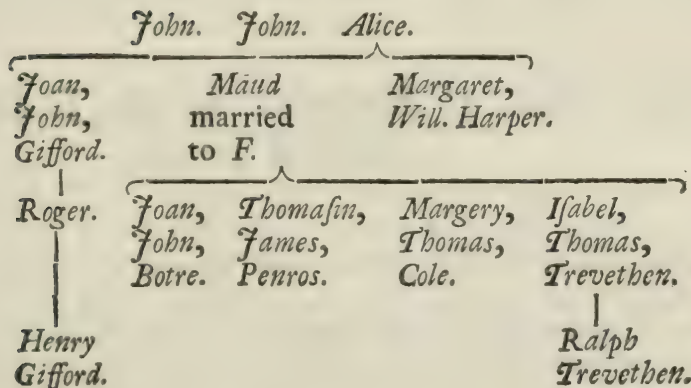 John. John. Alice.
Joan, Maud Margaret,
John, married Will. Harper.
Gifford. to F.
Roger. Joan, Thomaſin, Margery, Iſabel,
John, James, Thomas, Thomas,
Botre. Penros. Cole. Trevethen.
Henry Ralph
Gifford. Trevethen.